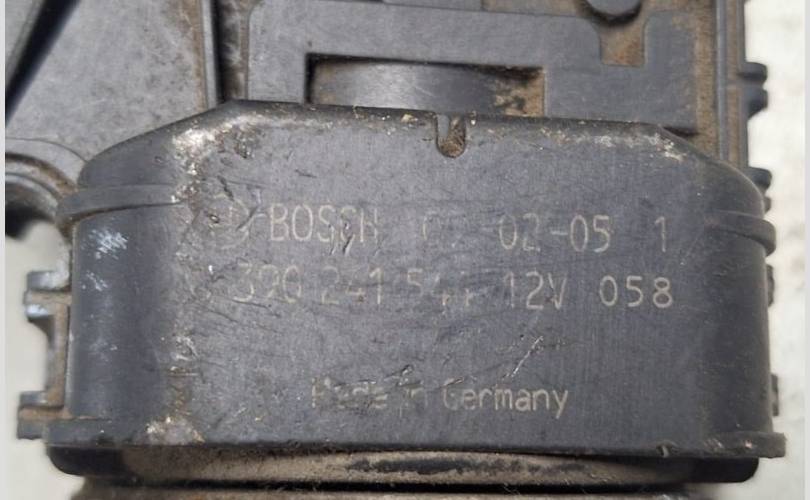 BOSCH 02-05 1
390 241 12V 058
Made in Germany